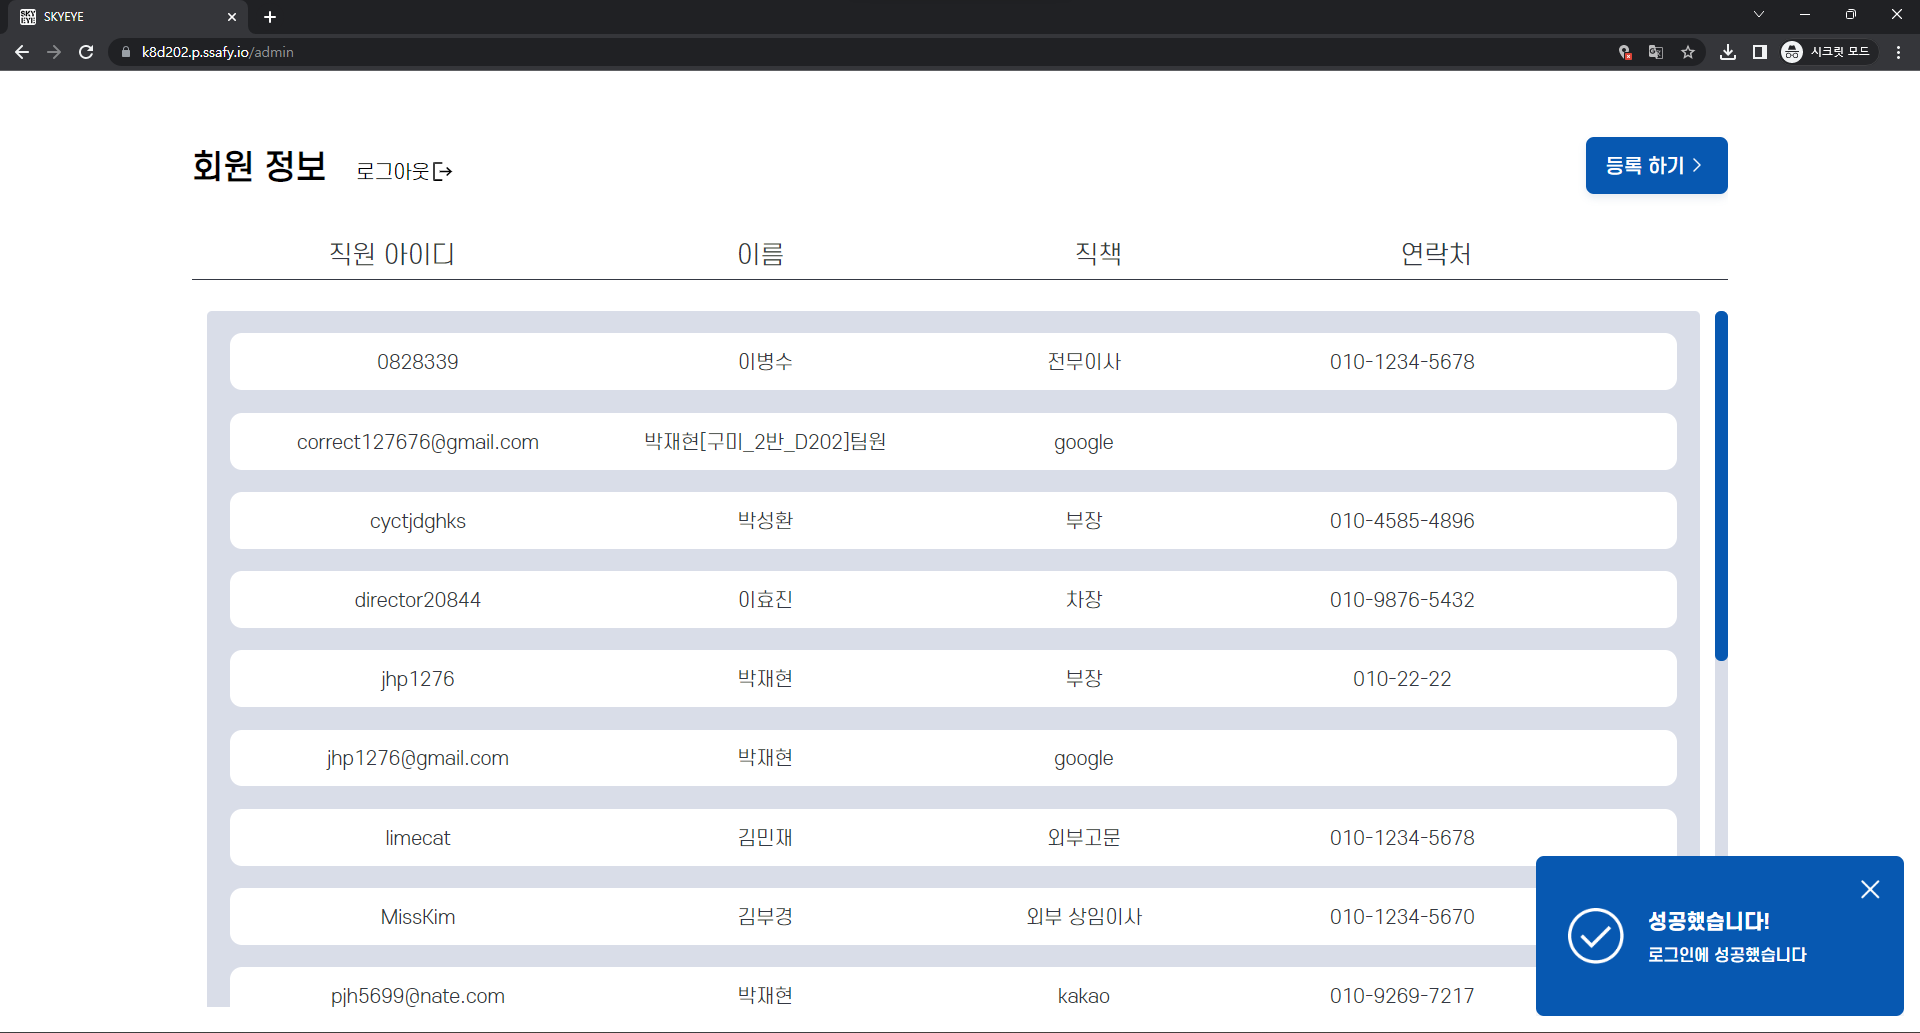 SKY
EYE
SKYEYE
k8d202.p.ssafy.io/admin
시크릿 모드
회원 정보
로그아웃
등록 하기
직원 아이디 이름 직책 연락처
0828339 이병수 전무이사 010-1234-5678
correct127676@gmail.com 박재현[구미_2반_D202]팀원 google
cyctjdghks 박성환 부장 010-4585-4896
director20844 이효진 차장 010-9876-5432
jhp1276 박재현 부장 010-22-22
jhp1276@gmail.com 박재현 google
limecat 김민재 외부고문 010-1234-5678
MissKim 김부경 외부 상임이사 010-1234-5670
pjh5699@nate.com 박재현 kakao 010-9269-7217
성공했습니다!
로그인에 성공했습니다